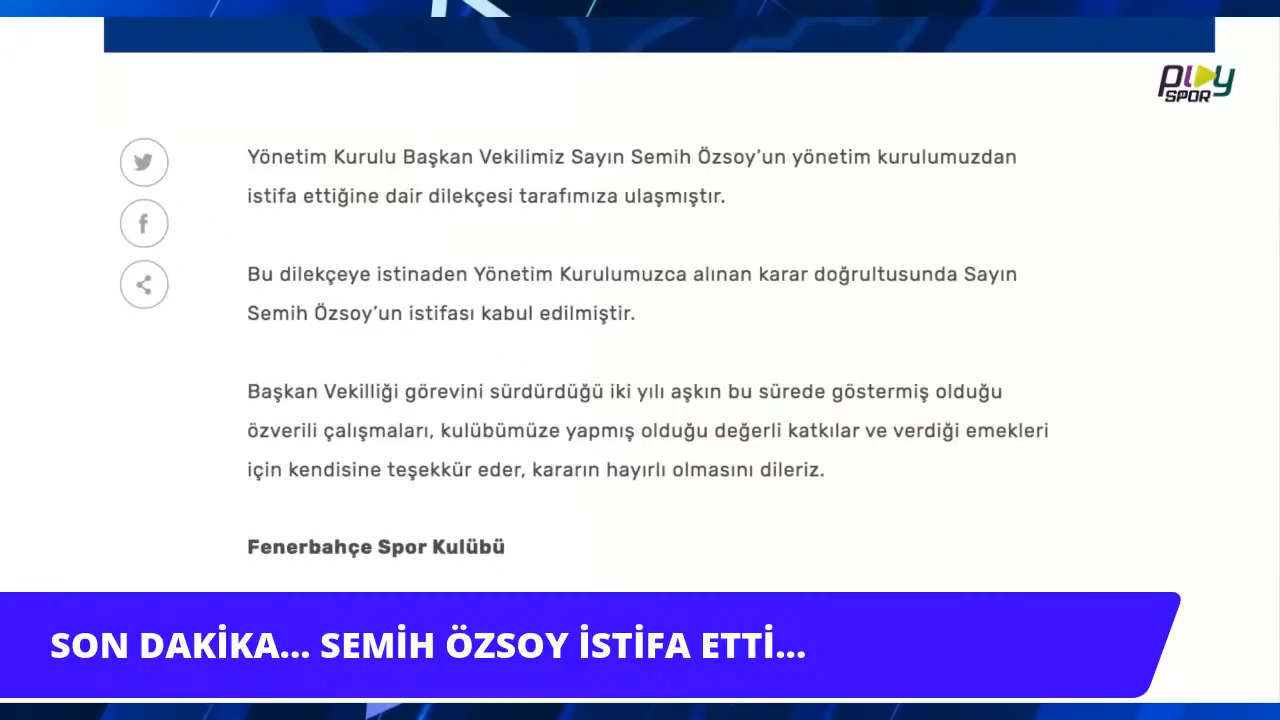 play
SPOR
Yönetim Kurulu Başkan Vekilimiz Sayın Semih Özsoy'un yönetim kurulumuzdan
istifa ettiğine dair dilekçesi tarafımıza ulaşmıştır.
Bu dilekçeye istinaden Yönetim Kurulumuzca alınan karar doğrultusunda Sayın
Semih Özsoy'un istifası kabul edilmiştir.
Başkan Vekilliği görevini sürdürdüğü iki yılı aşkın bu sürede göstermiş olduğu
özverili çalışmaları, kulübümüze yapmış olduğu değerli katkılar ve verdiği emekleri
için kendisine teşekkür eder, kararın hayırlı olmasını dileriz.
Fenerbahçe Spor Kulübü
SON DAKİKA... SEMİH ÖZSOY İSTİFA ETTİ...